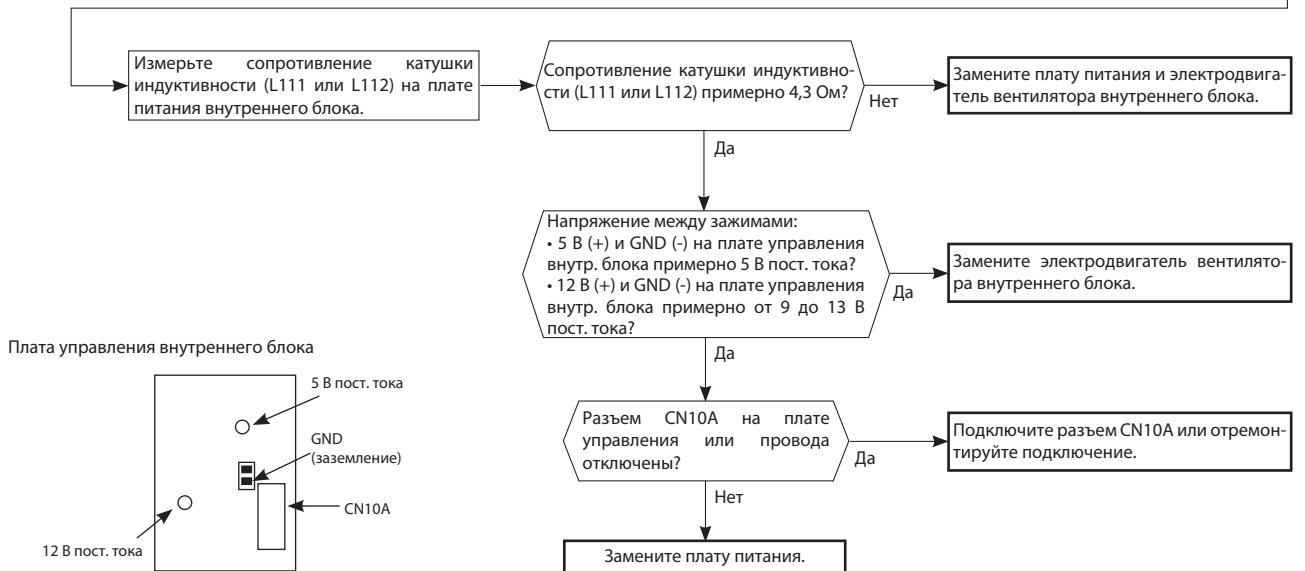 Измерьте сопротивление катушки
индуктивности (L111 или L112) на плате
питания внутреннего блока.
Сопротивление катушки индуктивно-
сти (L111 или L112) примерно 4,3 Ом?
Нет
Замените плату питания и электродвига-
тель вентилятора внутреннего блока.
Да
Напряжение между зажимами:
• 5 В (+) и GND (-) на плате управления
внутр. блока примерно 5 В пост. тока?
• 12 В (+) и GND (-) на плате управления
внутр. блока примерно от 9 до 13 В
пост. тока?
Да
Замените электродвигатель вентилято-
ра внутреннего блока.
Да
Разъем CN10A на плате
управления или провода
отключены?
Да
Подключите разъем CN10A или отремон-
тируйте подключение.
Нет
Замените плату питания.
Плата управления внутреннего блока
5 В пост. тока
GND
(заземление)
CN10A
12 В пост. тока